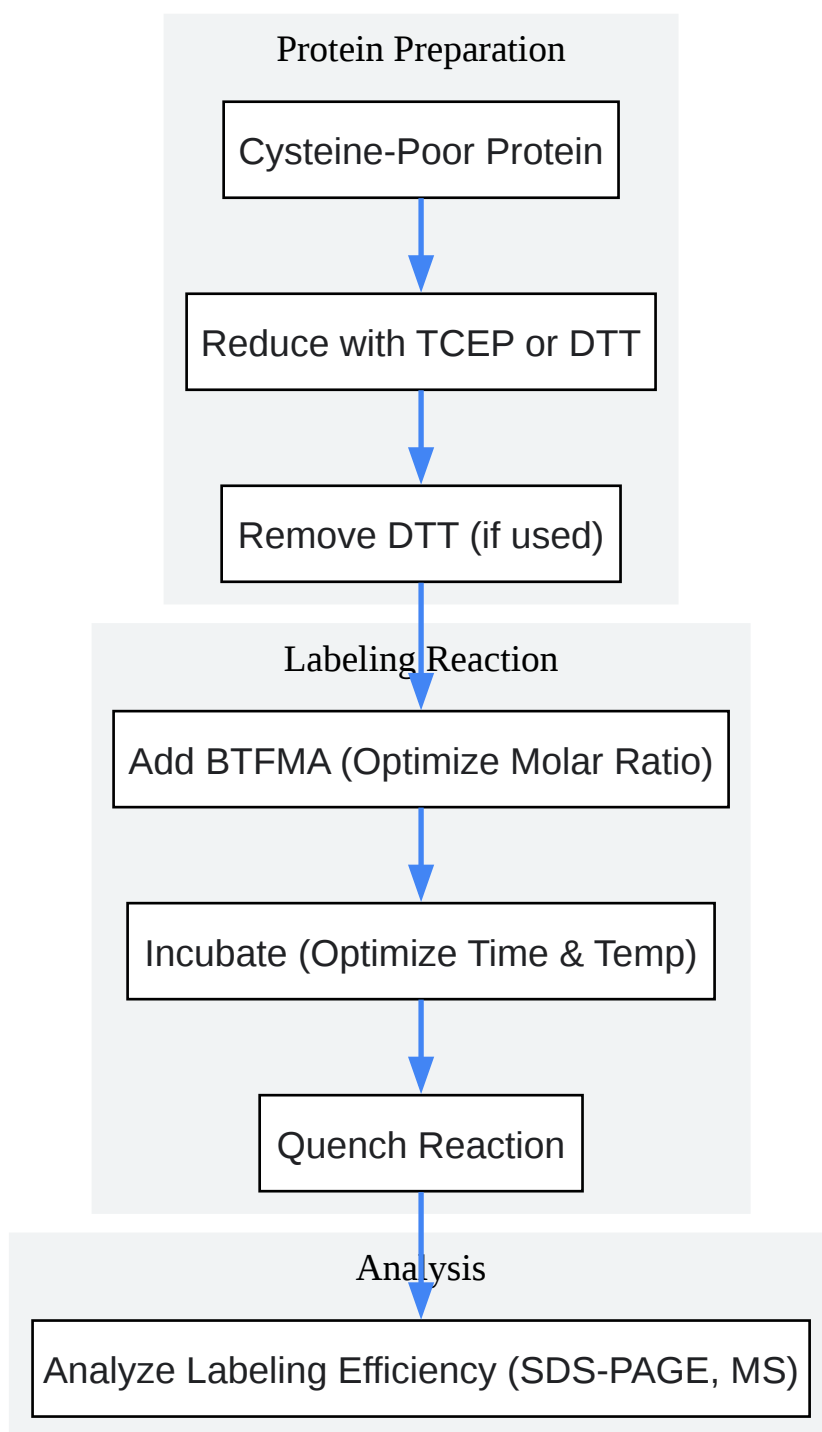 Protein Preparation
Cysteine-Poor Protein
Reduce with TCEP or DTT
Remove DTT (if used)
Labeling Reaction
Add BTFMA (Optimize Molar Ratio)
Incubate (Optimize Time & Temp)
Quench Reaction
Analysis
Analyze Labeling Efficiency (SDS-PAGE, MS)